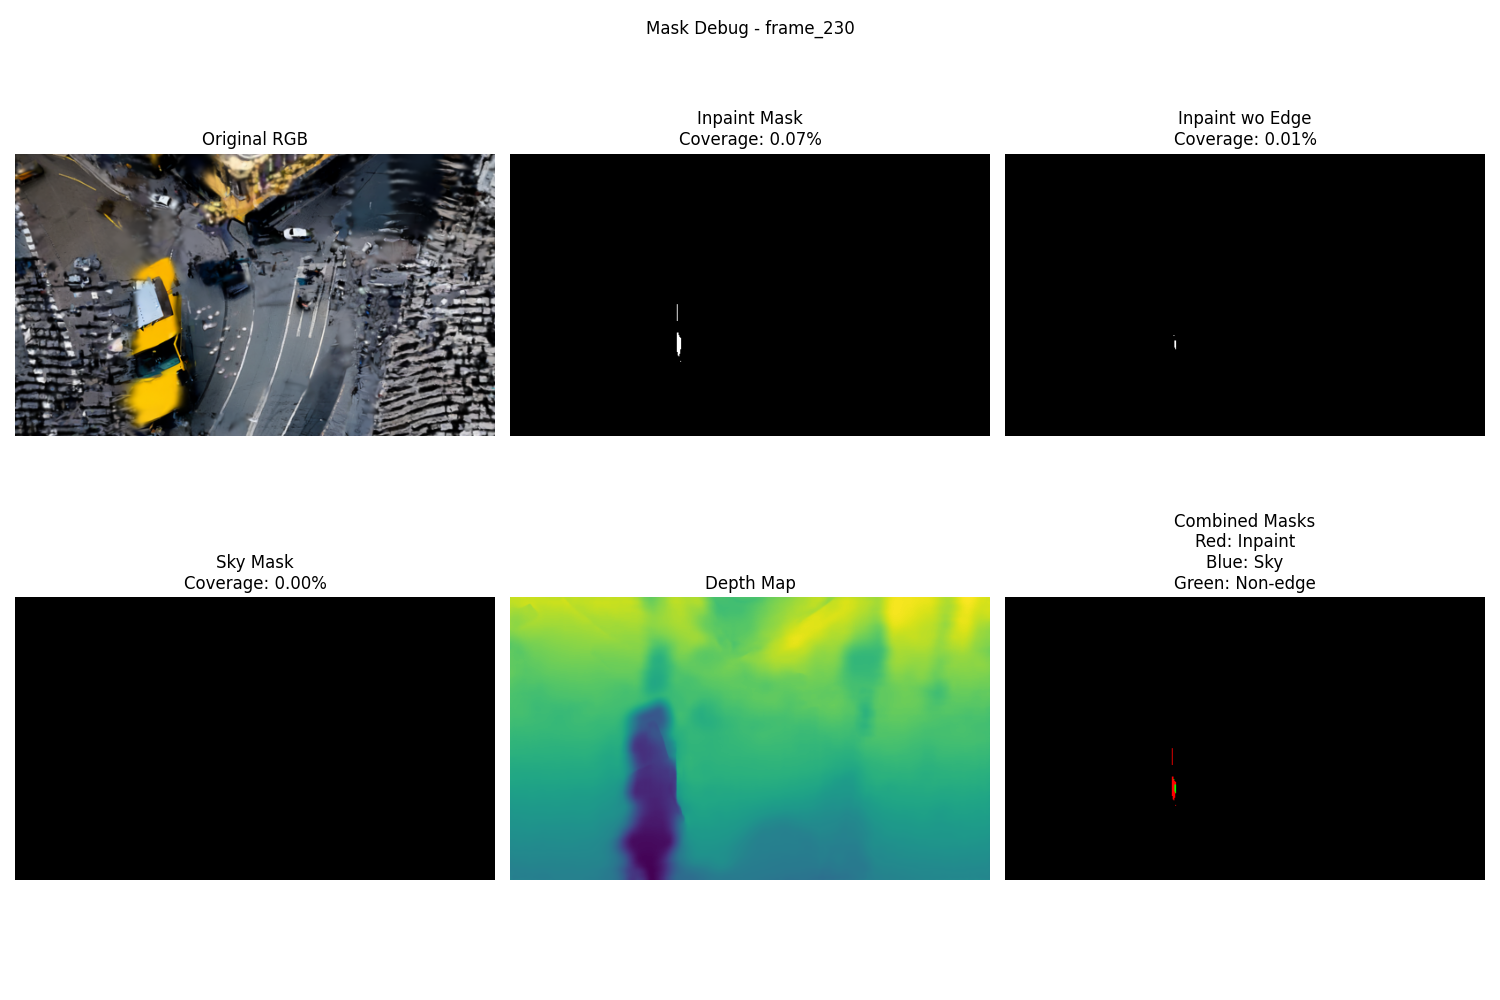 Mask Debug - frame_230
Original RGB
Inpaint Mask
Coverage: 0.07%
Inpaint wo Edge
Coverage: 0.01%
Sky Mask
Coverage: 0.00%
Depth Map
Combined Masks
Red: Inpaint
Blue: Sky
Green: Non-edge